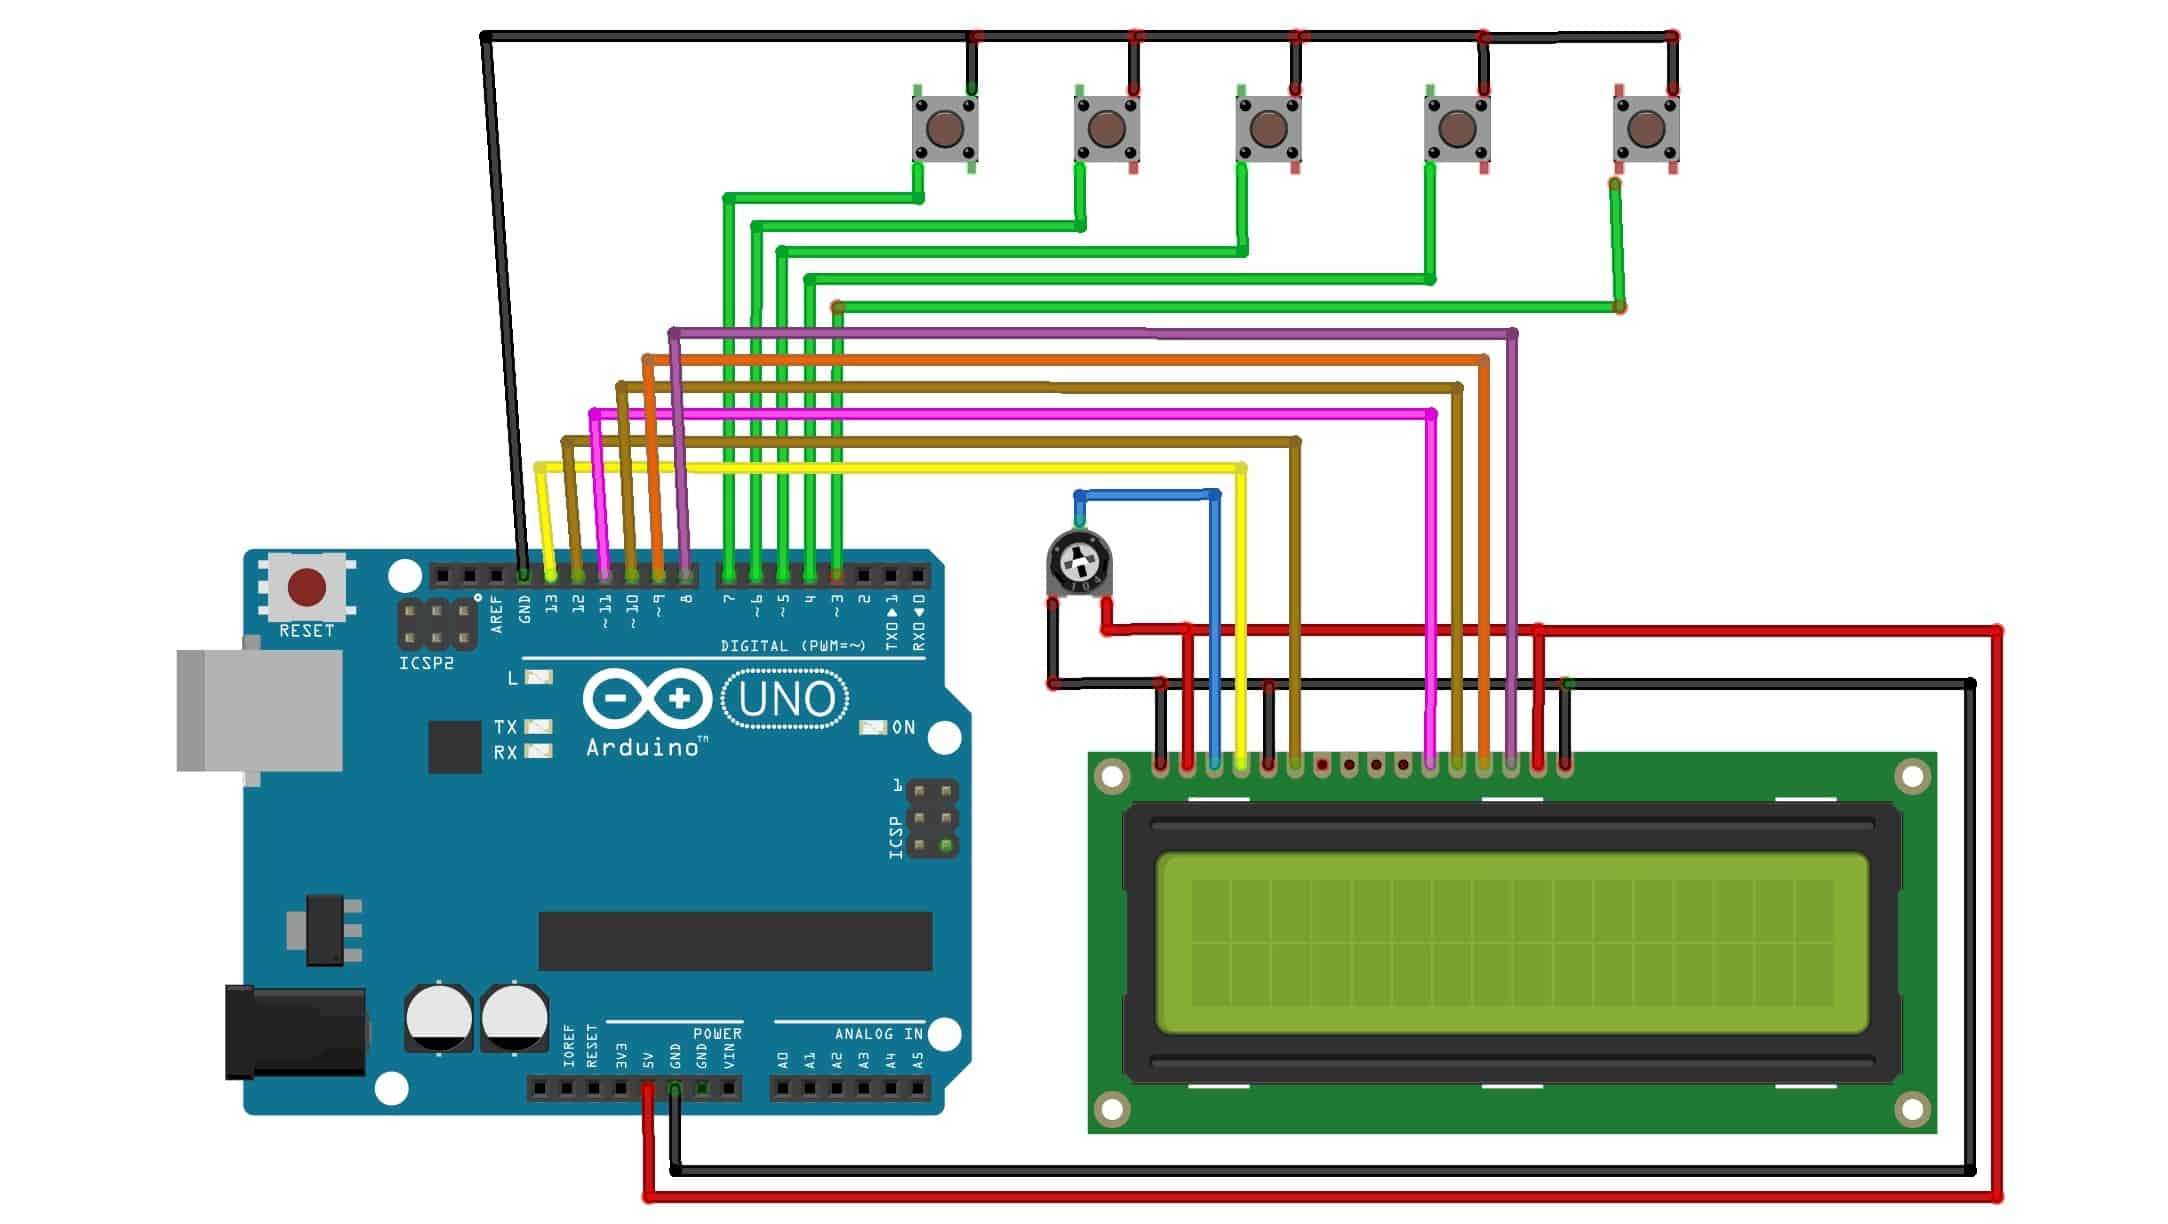 104
RESET
ICSP2
AREF
GND
13
12
~11
~10
~9
8
7
~6
~5
4
~3
2
TX0▶1
RX0◀0
DIGITAL (PWM=~)
L
TX
RX
UNO
Arduino™
ON
1
ICSP
POWER
ANALOG IN
IOREF
RESET
3V3
5V
GND
GND
VIN
A0
A1
A2
A3
A4
A5